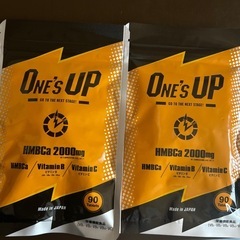 ONE'S UP
GO TO THE NEXT STAGE!
HMBCa 2000mg
HMBCa / Vitamin B / Vitamin C
90
Made in JAPAN
ONE'S UP
GO TO THE NEXT STAGE!
HMBCa 2000mg
HMBCa / Vitamin B / Vitamin C
90
Made in JAPAN